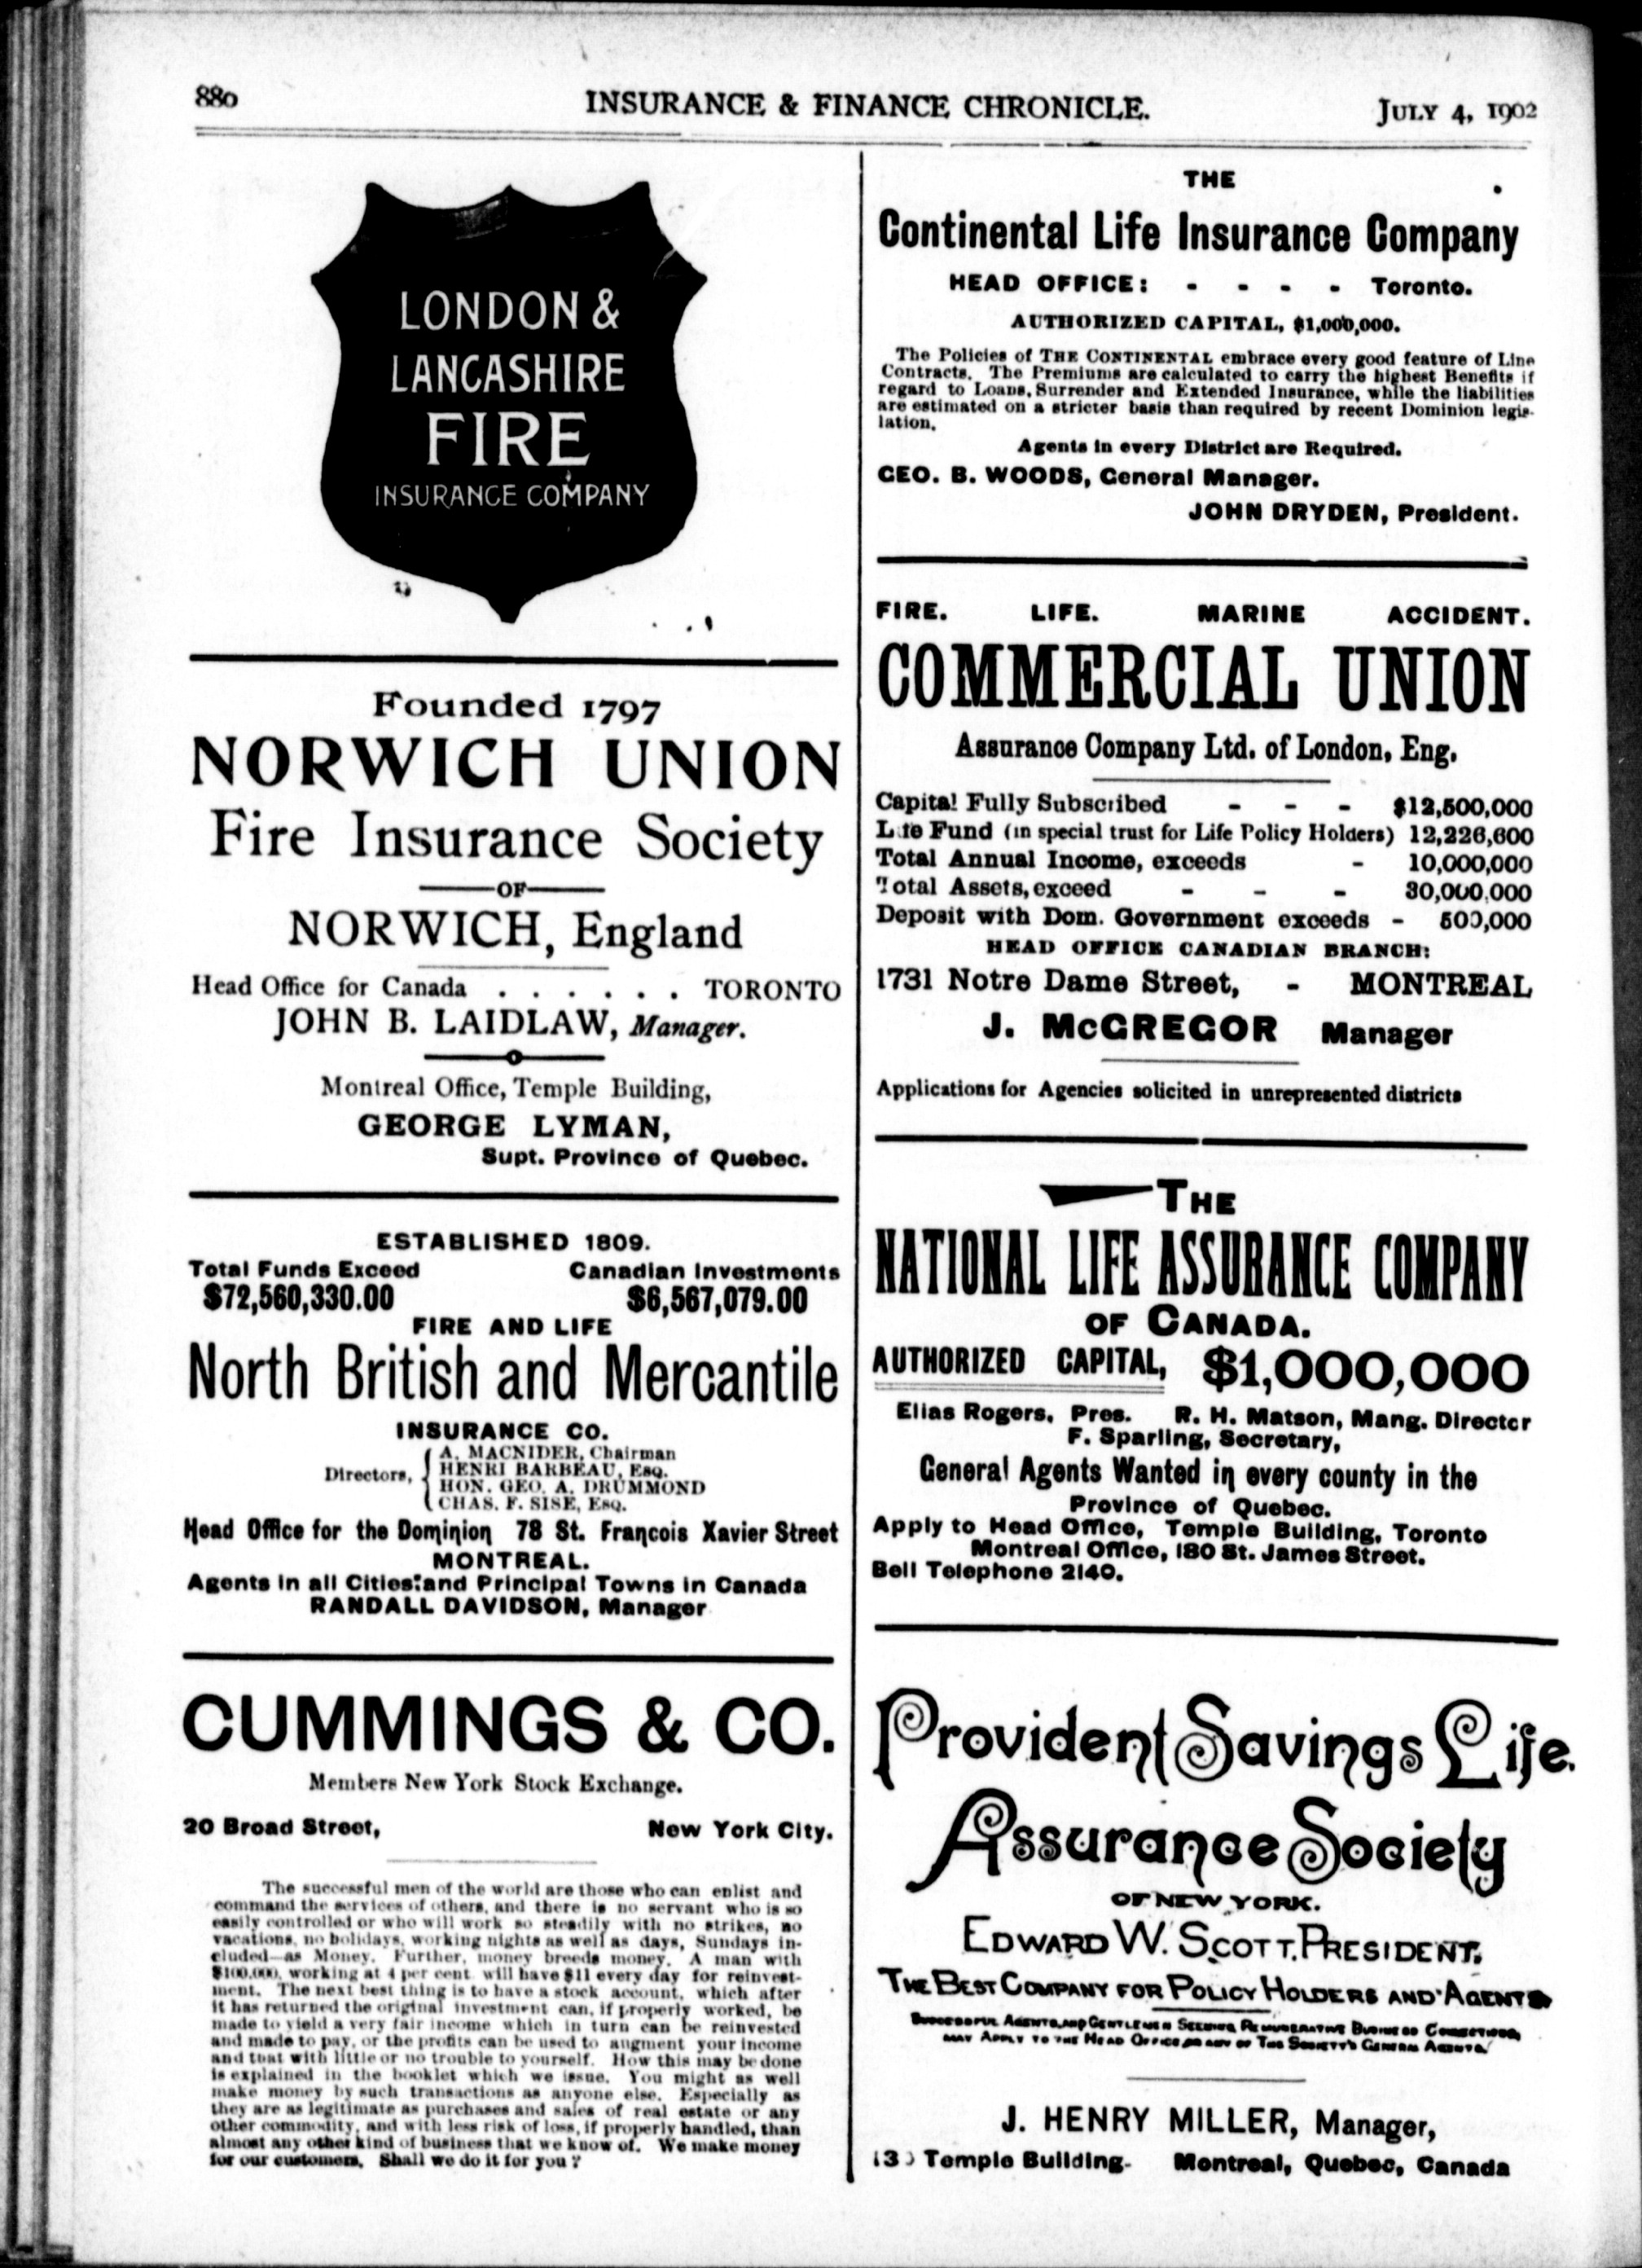 880
INSURANCE & FINANCE CHRONICLE.
JULY 4, 1902
LONDON &
LANCASHIRE
FIRE
INSURANCE COMPANY
Founded 1797
NORWICH UNION
Fire Insurance Society
OF
NORWICH, England
Head Office for Canada . . . . . . TORONTO
JOHN B. LAIDLAW, Manager.
Montreal Office, Temple Building,
GEORGE LYMAN,
Supt. Province of Quebec.
ESTABLISHED 1809.
Total Funds Exceed Canadian Investments
$72,560,330.00 $6,567,079.00
FIRE AND LIFE
North British and Mercantile
INSURANCE CO.
A. MACNIDER, Chairman
Directors, HENRI BARBEAU, ESQ.
HON. GEO. A. DRUMMOND
CHAS. F. SISE, ESQ.
Head Office for the Dominion 78 St. François Xavier Street
MONTREAL.
Agents in all Cities and Principal Towns in Canada
RANDALL DAVIDSON, Manager
CUMMINGS & CO.
Members New York Stock Exchange.
20 Broad Street, New York City.
The successful men of the world are those who can enlist and
command the services of others, and there is no servant who is so
easily controlled or who will work so steadily with no strikes, no
vacations, no holidays, working nights as well as days, Sundays in-
cluded—as Money. Further, money breeds money. A man with
$100,000, working at 4 per cent. will have $11 every day for reinvest-
ment. The next best thing is to have a stock account, which after
it has returned the original investment can, if properly worked, be
made to yield a very fair income which in turn can be reinvested
and made to pay, or the profits can be used to augment your income
and that with little or no trouble to yourself. How this may be done
is explained in the booklet which we issue. You might as well
make money by such transactions as anyone else. Especially as
they are as legitimate as purchases and sales of real estate or any
other commodity, and with less risk of loss, if properly handled, than
almost any other kind of business that we know of. We make money
for our customers. Shall we do it for you?
THE
Continental Life Insurance Company
HEAD OFFICE: - - - - Toronto.
AUTHORIZED CAPITAL, $1,000,000.
The Policies of THE CONTINENTAL embrace every good feature of Line
Contracts. The Premiums are calculated to carry the highest Benefits if
regard to Loans, Surrender and Extended Insurance, while the liabilities
are estimated on a stricter basis than required by recent Dominion legis-
lation.
Agents in every District are Required.
GEO. B. WOODS, General Manager.
JOHN DRYDEN, President.
FIRE. LIFE. MARINE ACCIDENT.
COMMERCIAL UNION
Assurance Company Ltd. of London, Eng.
Capital Fully Subscribed - - - $12,500,000
Life Fund (in special trust for Life Policy Holders) 12,226,600
Total Annual Income, exceeds - 10,000,000
Total Assets, exceed - - - 30,000,000
Deposit with Dom. Government exceeds - 500,000
HEAD OFFICE CANADIAN BRANCH:
1731 Notre Dame Street, - MONTREAL
J. McGREGOR Manager
Applications for Agencies solicited in unrepresented districts
THE
NATIONAL LIFE ASSURANCE COMPANY
OF CANADA.
AUTHORIZED CAPITAL, $1,000,000
Elias Rogers, Pres. R. H. Matson, Mang. Director
F. Sparling, Secretary,
General Agents Wanted in every county in the
Province of Quebec.
Apply to Head Office, Temple Building, Toronto
Montreal Office, 180 St. James Street.
Bell Telephone 2140.
Provident Savings Life.
Assurance Society
OF NEW YORK.
EDWARD W. SCOTT, PRESIDENT.
THE BEST COMPANY FOR POLICY HOLDERS AND AGENTS
SUCCESSFUL AGENTS, AND GENTLEMEN SEEKING REMUNERATIVE BUSINESS CONNECTIONS,
MAY APPLY TO THE HEAD OFFICE OR ANY OF THE SOCIETY'S GENERAL AGENTS.
J. HENRY MILLER, Manager,
Temple Building- Montreal, Quebec, Canada